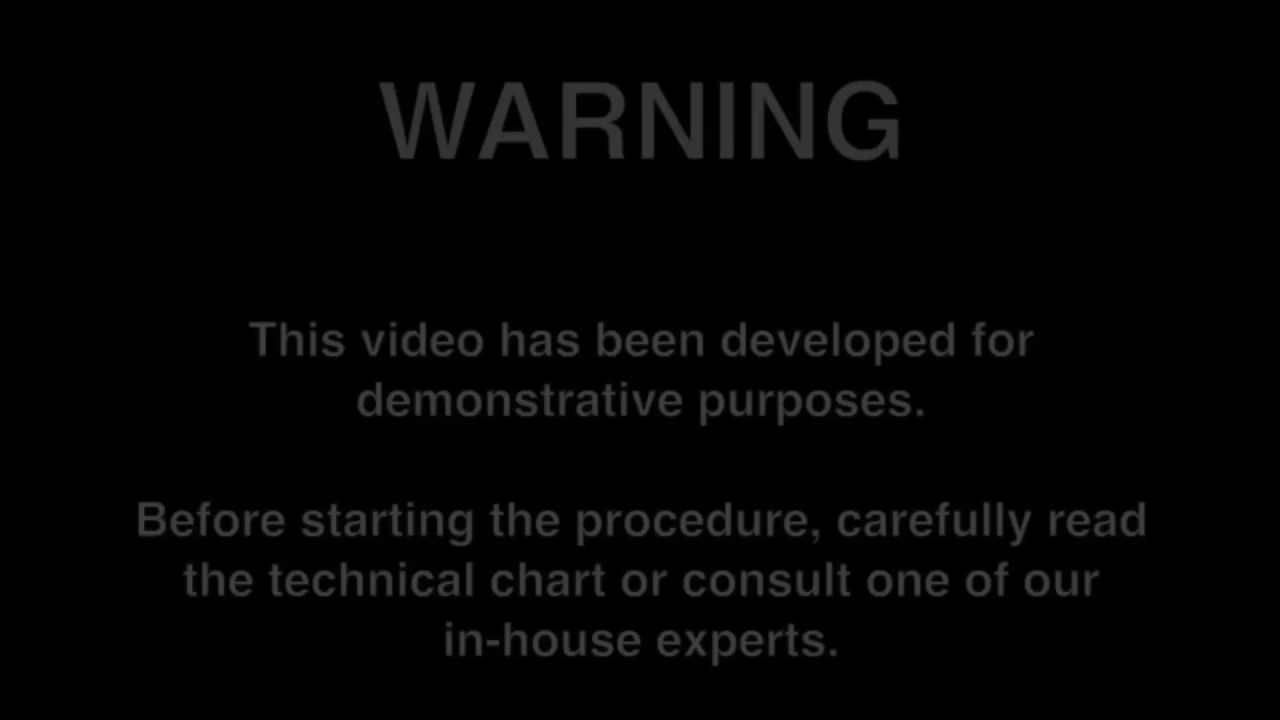 WARNING
This video has been developed for
demonstrative purposes.
Before starting the procedure, carefully read
the technical chart or consult one of our
in-house experts.